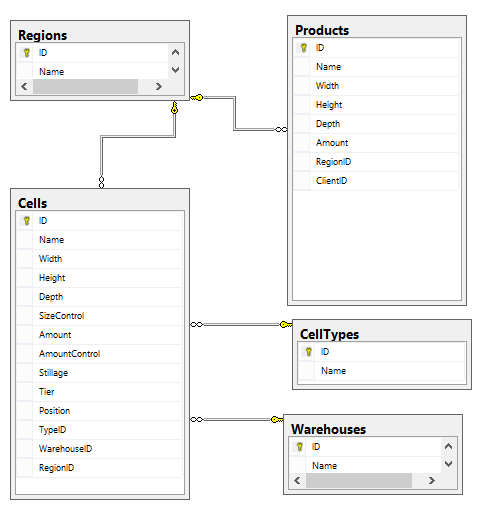 Regions
ID
Name
Products
ID
Name
Width
Height
Depth
Amount
RegionID
ClientID
Cells
ID
Name
Width
Height
Depth
SizeControl
Amount
AmountControl
Stillage
Tier
Position
TypeID
WarehouseID
RegionID
CellTypes
ID
Name
Warehouses
ID
Name